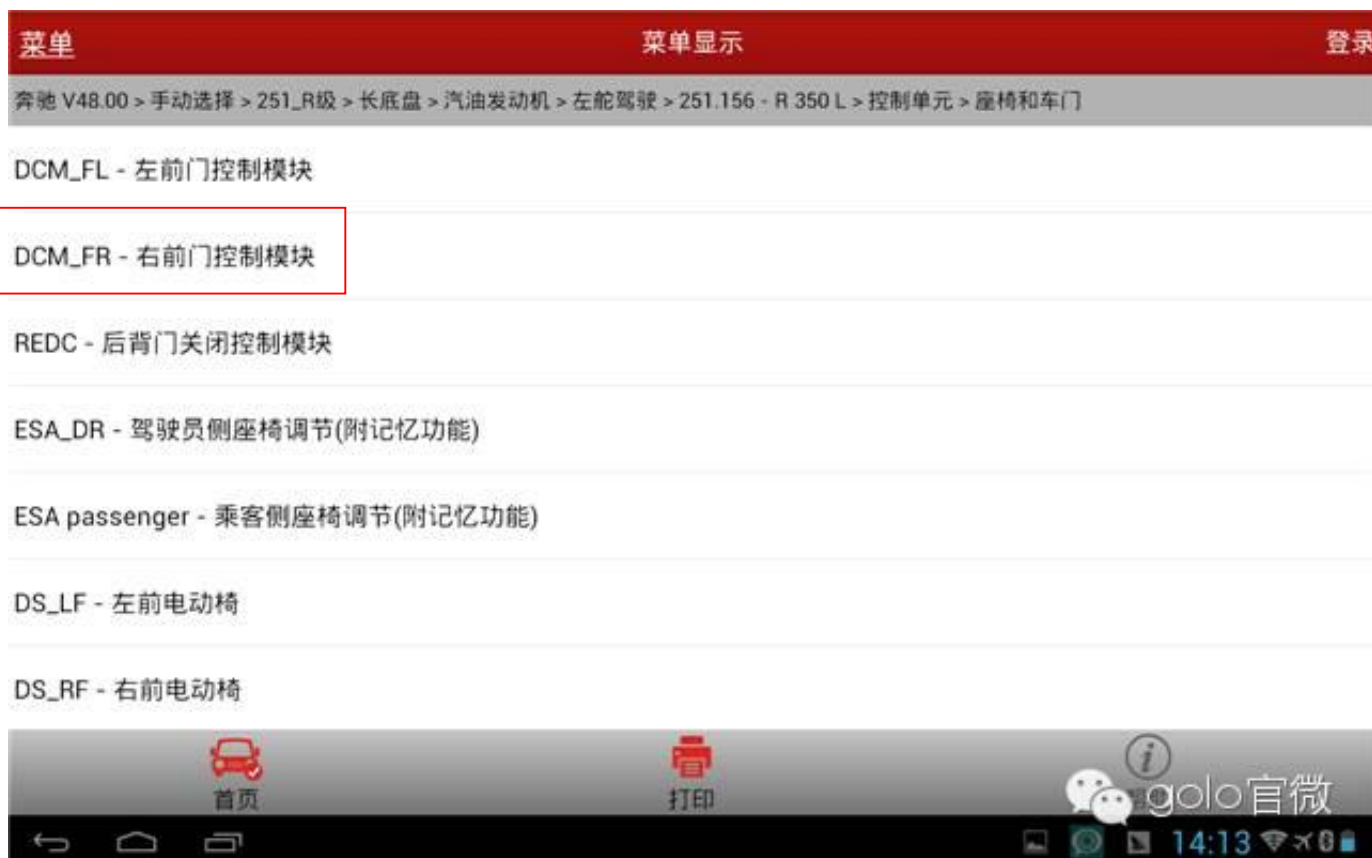 菜单 菜单显示 登录
奔驰 V48.00 > 手动选择 > 251_R级 > 长底盘 > 汽油发动机 > 左舵驾驶 > 251.156 - R 350 L > 控制单元 > 座椅和车门
DCM_FL - 左前门控制模块
DCM_FR - 右前门控制模块
REDC - 后背门关闭控制模块
ESA_DR - 驾驶员侧座椅调节(附记忆功能)
ESA passenger - 乘客侧座椅调节(附记忆功能)
DS_LF - 左前电动椅
DS_RF - 右前电动椅
首页 打印
golo官微
14:13